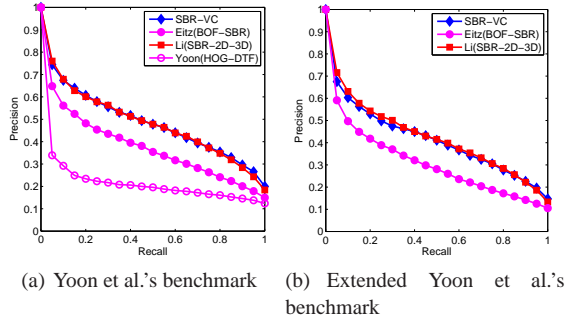 1
0.9
0.8
0.7
0.6
0.5
0.4
0.3
0.2
0.1
0
Precision
0 0.2 0.4 0.6 0.8 1
Recall
SBR-VC
Eitz(BOF-SBR)
Li(SBR-2D-3D)
Yoon(HOG-DTF)
(a) Yoon et al.'s benchmark
1
0.9
0.8
0.7
0.6
0.5
0.4
0.3
0.2
0.1
0
Precision
0 0.2 0.4 0.6 0.8 1
Recall
SBR-VC
Eitz(BOF-SBR)
Li(SBR-2D-3D)
(b) Extended Yoon et al.'s
benchmark